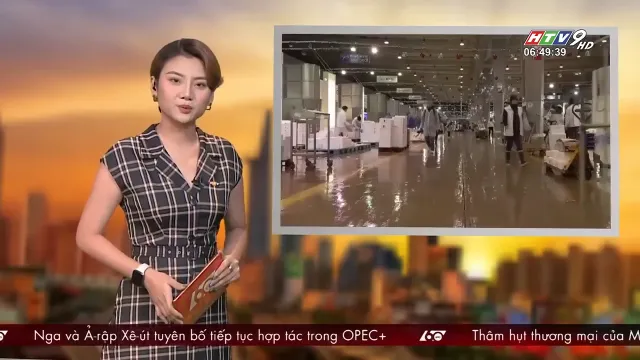 HTV9 HD
06:49:39
Nga và Ả-rập Xê-út tuyên bố tiếp tục hợp tác trong OPEC+
Thâm hụt thương mại của M